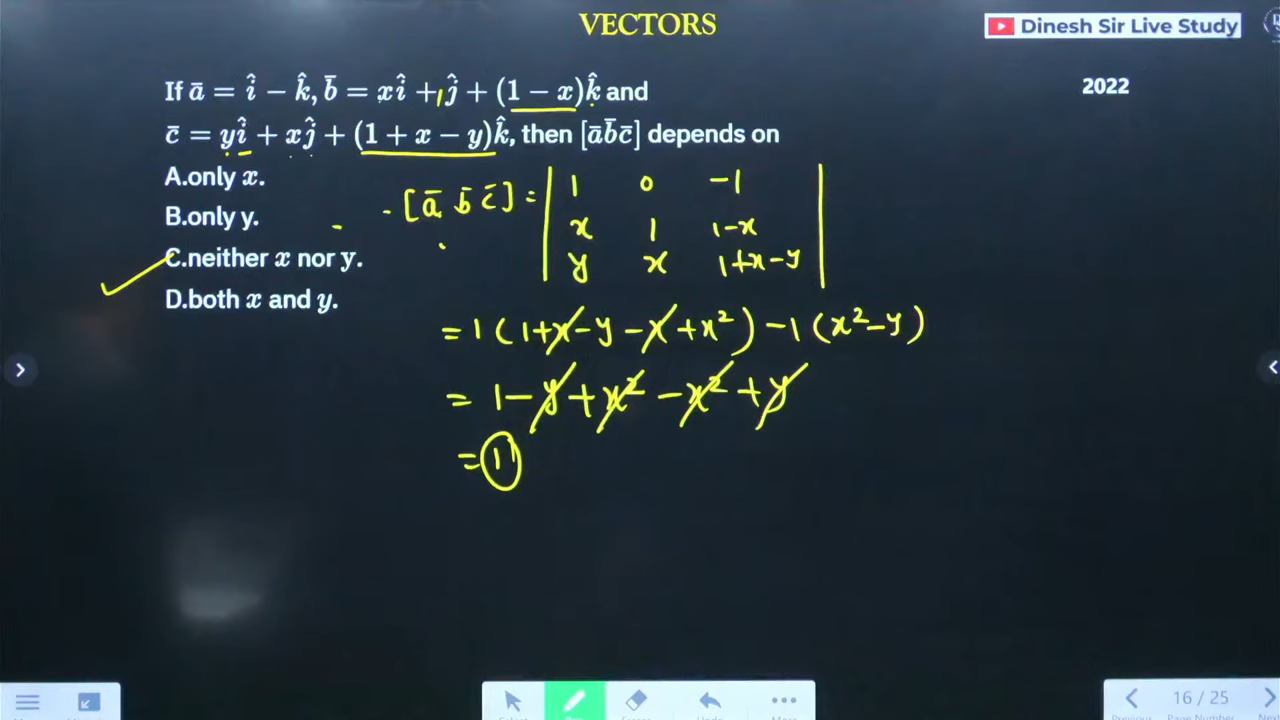 VECTORS
Dinesh Sir Live Study
If ā = î − k̂, b̄ = xî + 1ĵ + (1 − x)k̂ and
2022
c̄ = yî + xĵ + (1 + x − y)k̂, then [āb̄c̄] depends on
A.only x.
B.only y.
C.neither x nor y.
D.both x and y.
[ā b̄ c̄] = | 1 0 -1 |
| x 1 1-x |
| y x 1+x-y |
= 1 (1+x-y-x+x²) -1 (x²-y)
= 1-y+x²-x²+y
= 1
16 / 25